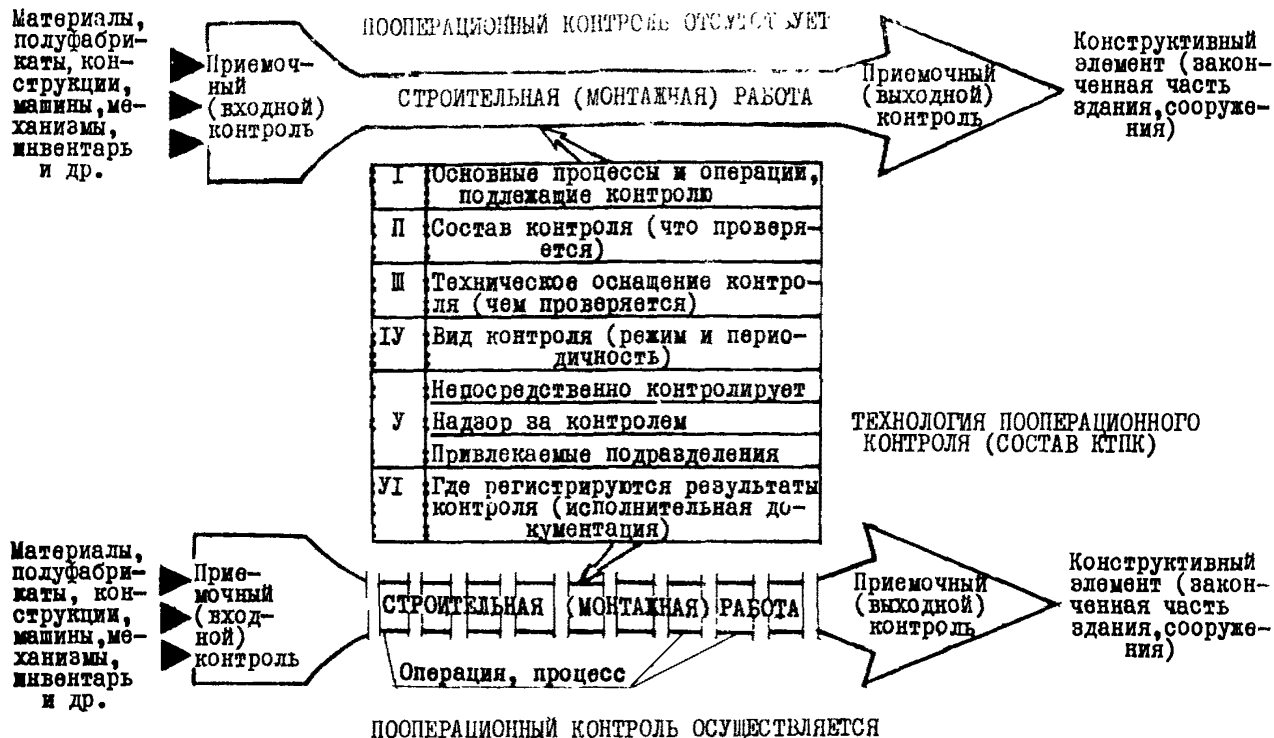 ПООПЕРАЦИОННЫЙ КОНТРОЛЬ ОТСУТСТВУЕТ
Материалы,
полуфабри-
каты, кон-
струкции,
машины, ме-
ханизмы,
инвентарь
и др.
Приемоч-
ный
(входной)
контроль
СТРОИТЕЛЬНАЯ (МОНТАЖНАЯ) РАБОТА
Приемочный
(выходной)
контроль
Конструктивный
элемент (закон-
ченная часть
здания, сооруже-
ния)
I Основные процессы и операции,
подлежащие контролю
П Состав контроля (что проверя-
ется)
Ш Техническое оснащение контро-
ля (чем проверяется)
IУ Вид контроля (режим и перио-
дичность)
Непосредственно контролирует
У Надзор за контролем
Привлекаемые подразделения
УI Где регистрируются результаты
контроля (исполнительная до-
кументация)
ТЕХНОЛОГИЯ ПООПЕРАЦИОННОГО
КОНТРОЛЯ (СОСТАВ КТПК)
Материалы,
полуфабри-
каты, кон-
струкции,
машины, ме-
ханизмы,
инвентарь
и др.
Прие-
мочный
(вход-
ной)
контроль
СТРОИТЕЛЬНАЯ (МОНТАЖНАЯ) РАБОТА
Операция, процесс
Приемочный
(выходной)
контроль
Конструктивный
элемент (закон-
ченная часть
здания, сооруже-
ния)
ПООПЕРАЦИОННЫЙ КОНТРОЛЬ ОСУЩЕСТВЛЯЕТСЯ